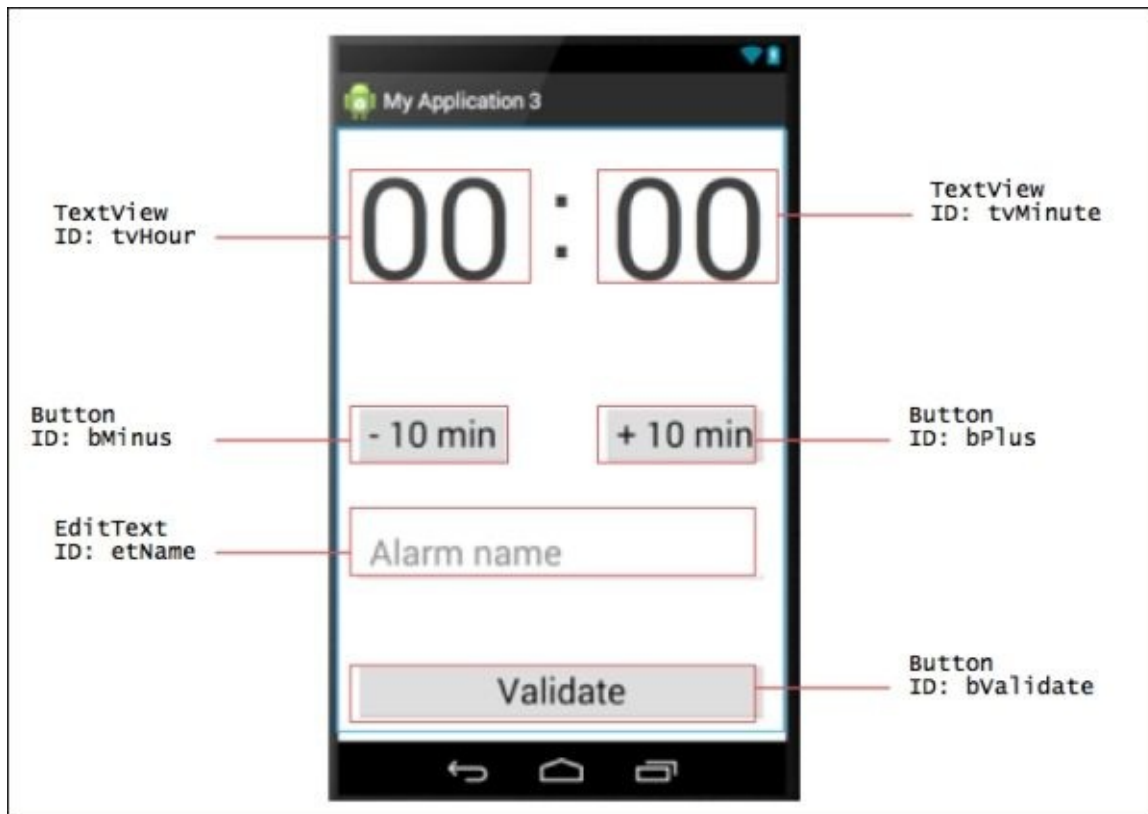 My Application 3
TextView
ID: tvHour
00 : 00
TextView
ID: tvMinute
Button
ID: bMinus
- 10 min
+ 10 min
Button
ID: bPlus
EditText
ID: etName
Alarm name
Validate
Button
ID: bValidate